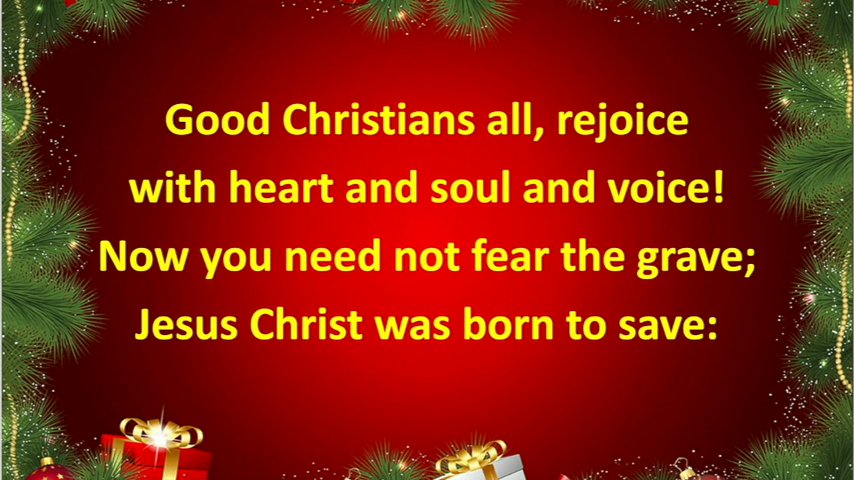 Good Christians all, rejoice
with heart and soul and voice!
Now you need not fear the grave;
Jesus Christ was born to save: